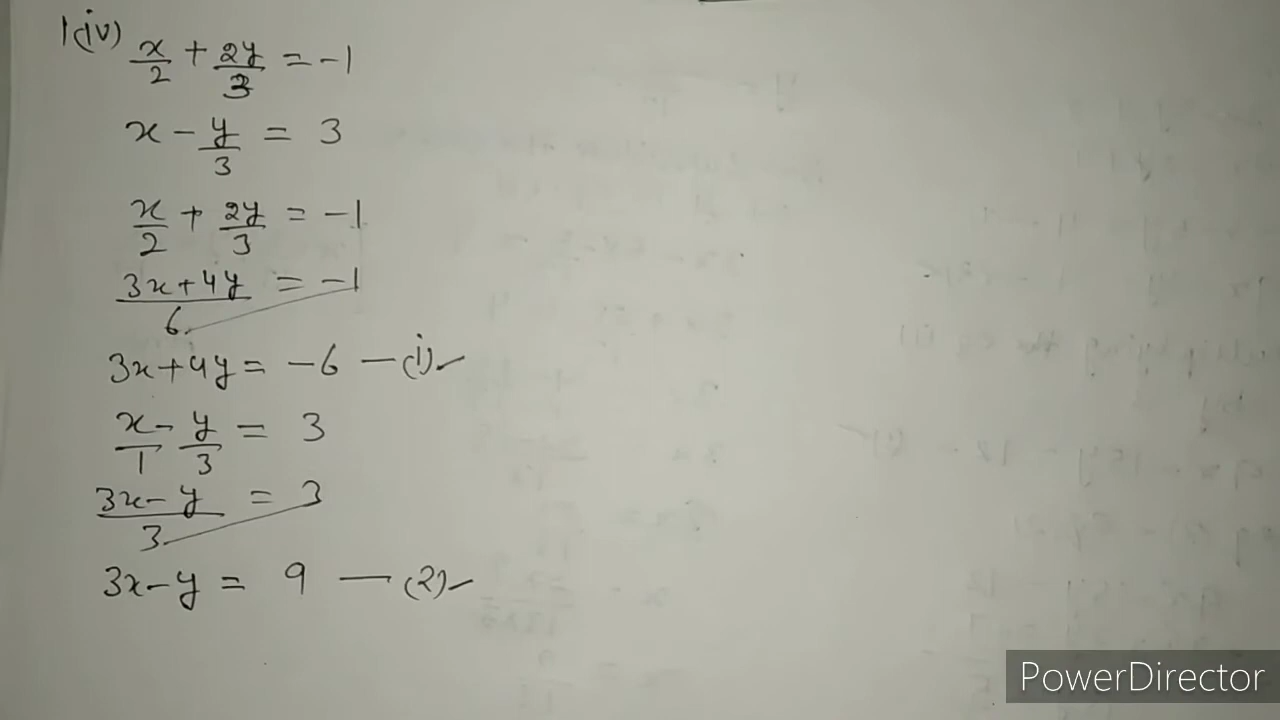 1(iv) x/2 + 2y/3 = -1
x - y/3 = 3
x/2 + 2y/3 = -1
3x+4y/6 = -1
3x+4y = -6 — (i)
x/1 - y/3 = 3
3x-y/3 = 3
3x-y = 9 — (2)
PowerDirector